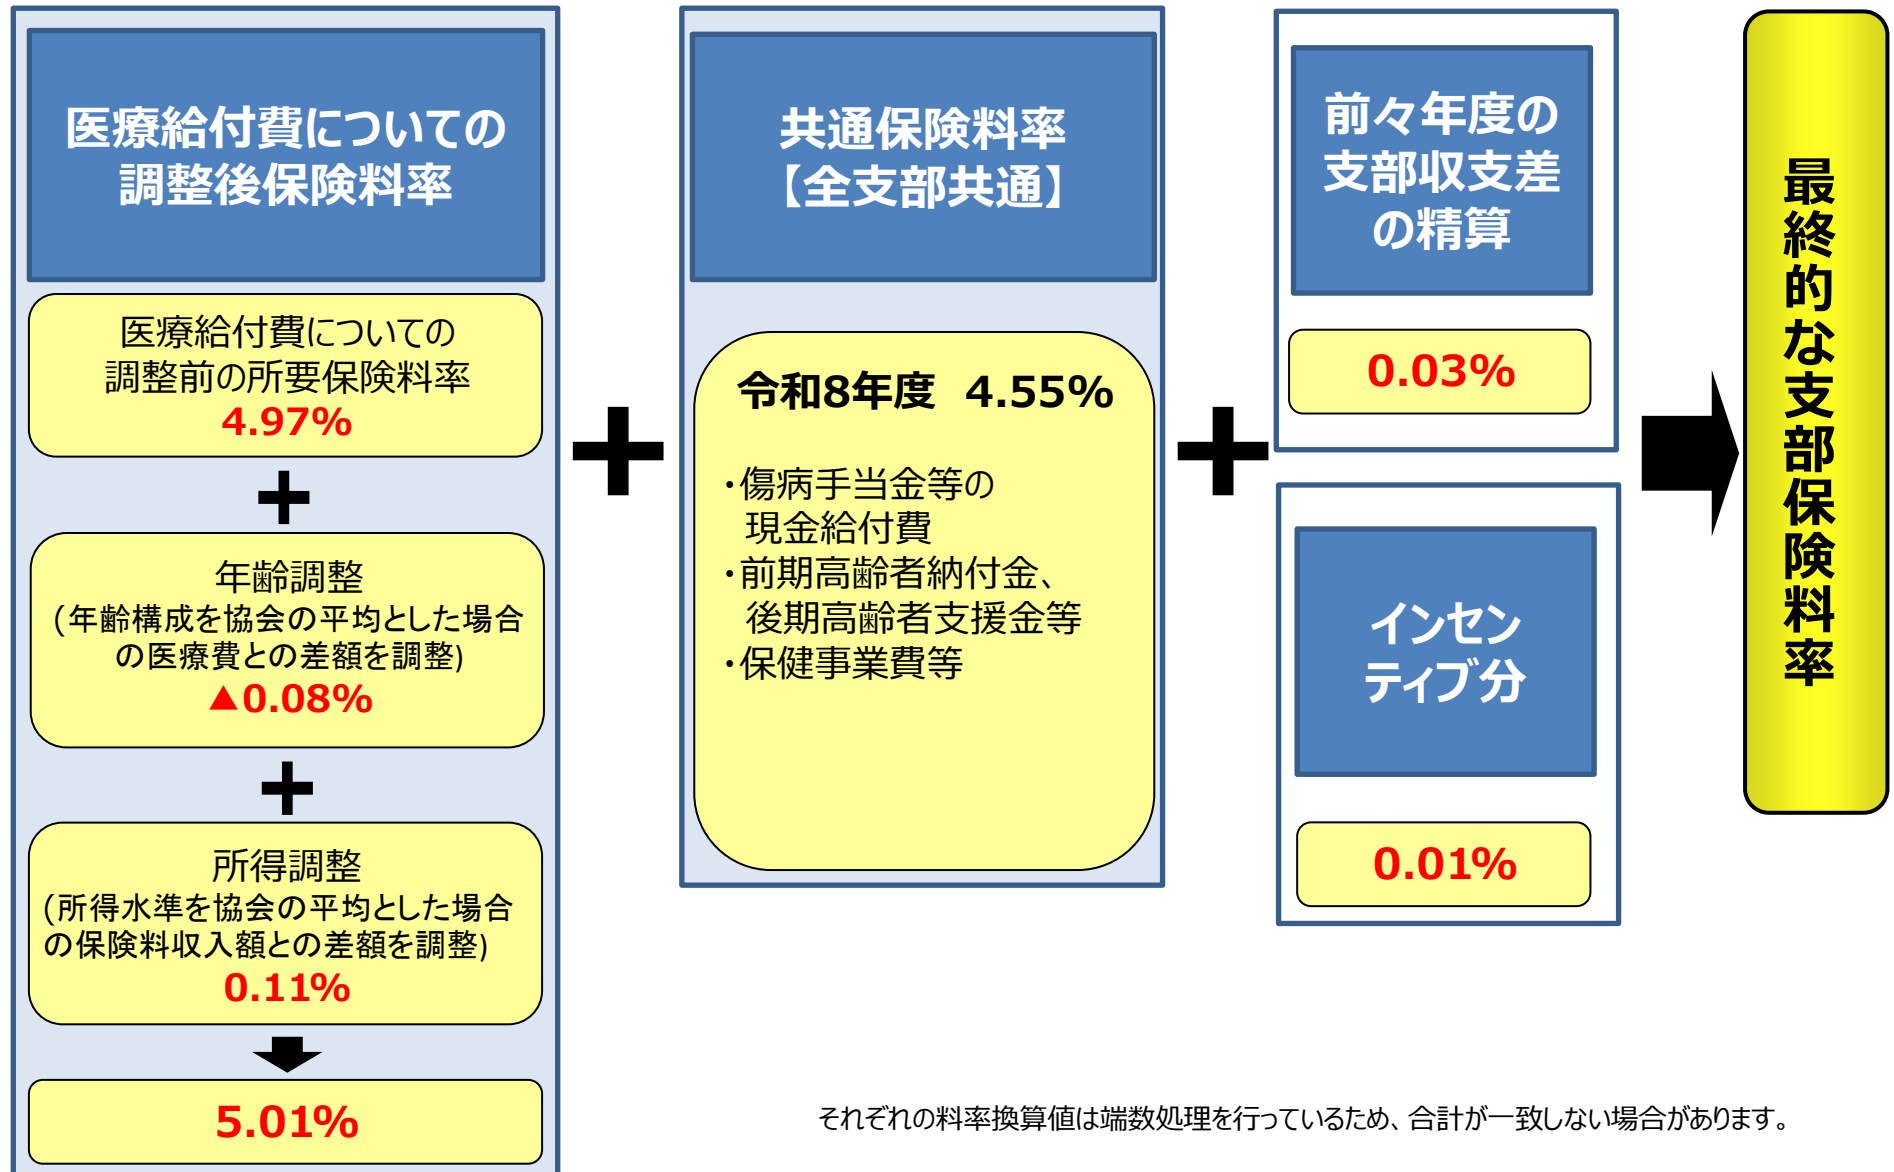 医療給付費についての
調整後保険料率
医療給付費についての
調整前の所要保険料率
4.97%
+
年齢調整
(年齢構成を協会の平均とした場合
の医療費との差額を調整)
▲0.08%
+
所得調整
(所得水準を協会の平均とした場合
の保険料収入額との差額を調整)
0.11%
5.01%
+
共通保険料率
【全支部共通】
令和8年度 4.55%
・傷病手当金等の
現金給付費
・前期高齢者納付金、
後期高齢者支援金等
・保健事業費等
+
前々年度の
支部収支差
の精算
0.03%
インセン
ティブ分
0.01%
最終的な支部保険料率
それぞれの料率換算値は端数処理を行っているため、合計が一致しない場合があります。